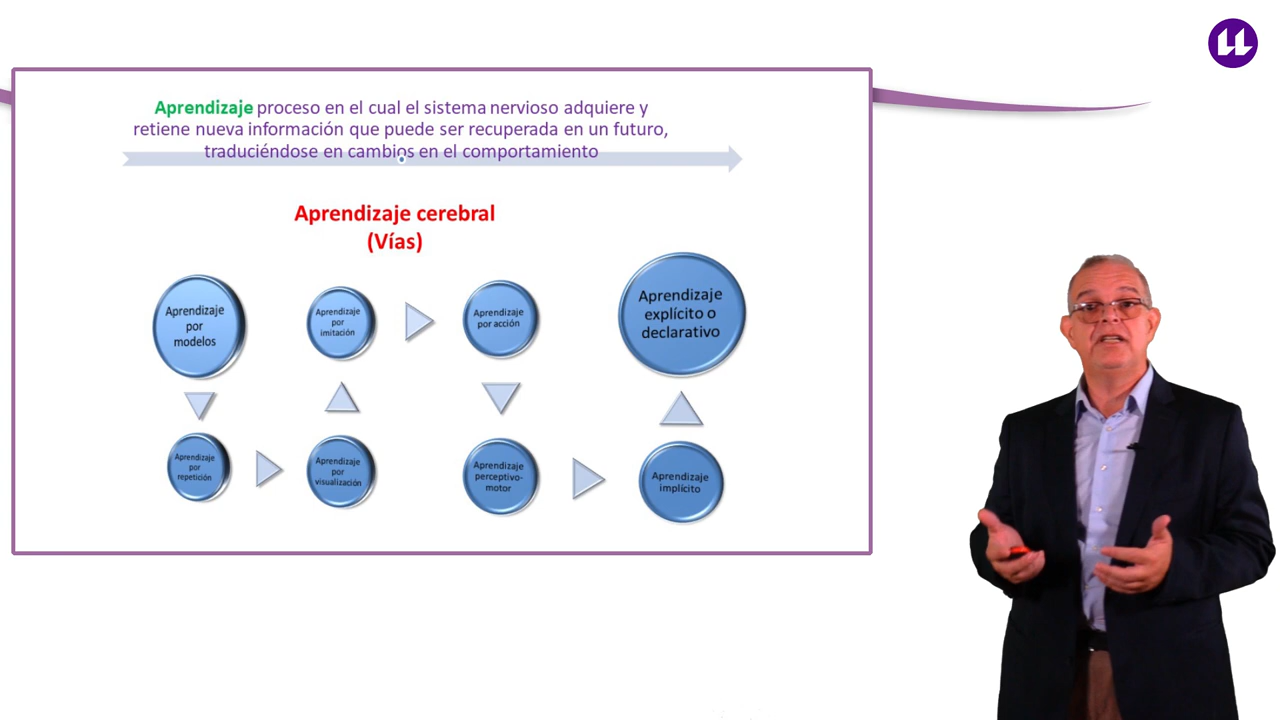 Aprendizaje proceso en el cual el sistema nervioso adquiere y
retiene nueva información que puede ser recuperada en un futuro,
traduciéndose en cambios en el comportamiento
Aprendizaje cerebral
(Vías)
Aprendizaje
por
modelos
Aprendizaje
por
repetición
Aprendizaje
por
visualización
Aprendizaje
por
imitación
Aprendizaje
por acción
Aprendizaje
perceptivo-
motor
Aprendizaje
implícito
Aprendizaje
explícito o
declarativo